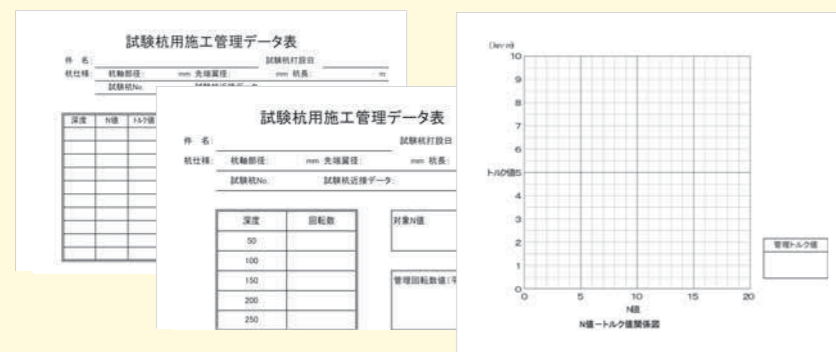 試験杭用施工管理データ表
件 名: 試験杭打設日
杭仕様: 杭軸部径: mm 先端翼径: mm 杭長: m
試験杭No.
深度 N値 トルク値
試験杭用施工管理データ表
件 名: 試験杭打設日
杭仕様: 杭軸部径: mm 先端翼径: mm 杭長:
試験杭No. 試験杭近接データ:
深度 回転数
50
100
150
200
250
対象N値
管理回転数値(平
10
9
8
7
6
トルク値5
4
3
2
1
0
0 5 10 15 20
N値
N値ートルク値関係図
管理トルク値